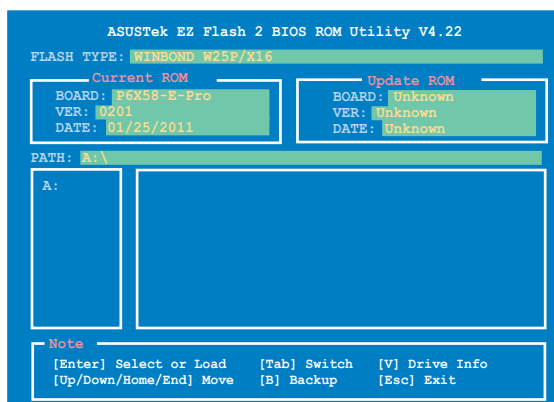 ASUSTek EZ Flash 2 BIOS ROM Utility V4.22
FLASH TYPE: WINBOND W25P/X16
Current ROM
BOARD: P6X58-E-Pro
VER: 0201
DATE: 01/25/2011
Update ROM
BOARD: Unknown
VER: Unknown
DATE: Unknown
PATH: A:\
A:
Note
[Enter] Select or Load [Tab] Switch [V] Drive Info
[Up/Down/Home/End] Move [B] Backup [Esc] Exit